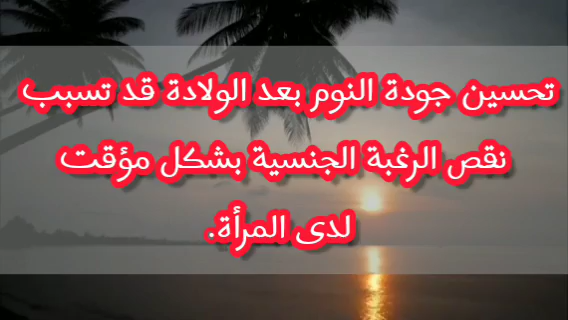 تحسين جودة النوم بعد الولادة قد تسبب
نقص الرغبة الجنسية بشكل مؤقت
لدى المرأة.